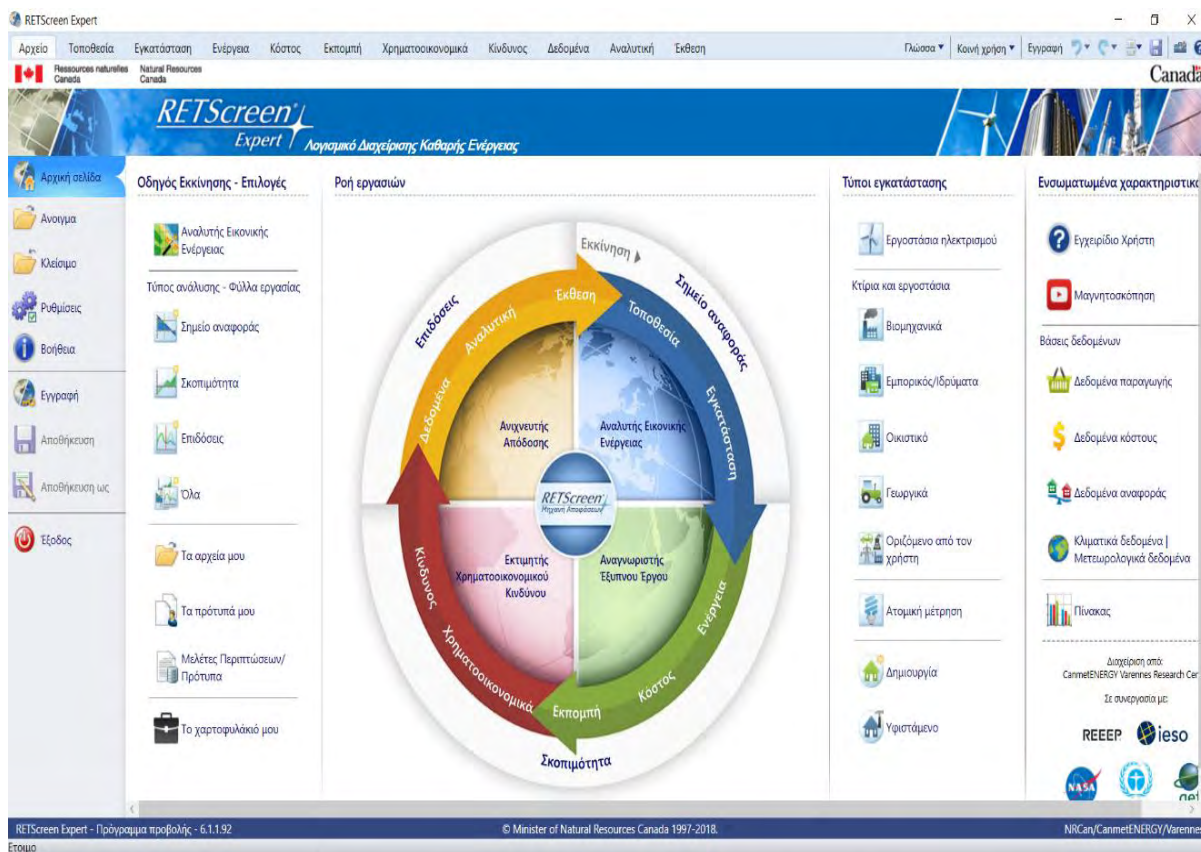 RETScreen Expert
Αρχείο Τοποθεσία Εγκατάσταση Ενέργεια Κόστος Εκπομπή Χρηματοοικονομικά Κίνδυνος Δεδομένα Αναλυτική Έκθεση Γλώσσα Κοινή χρήση Εγγραφή
Ressources naturelles Canada
Natural Resources Canada
Canada
RETScreen
Expert
Λογισμικό Διαχείρισης Καθαρής Ενέργειας
Αρχική σελίδα
Ανοιγμα
Κλείσιμο
Ρυθμίσεις
Βοήθεια
Εγγραφή
Αποθήκευση
Αποθήκευση ως
Έξοδος
Οδηγός Εκκίνησης - Επιλογές
Αναλυτής Εικονικής
Ενέργειας
Τύπος ανάλυσης - Φύλλα εργασίας
Σημείο αναφοράς
Σκοπιμότητα
Επιδόσεις
Όλα
Τα αρχεία μου
Τα πρότυπά μου
Μελέτες Περιπτώσεων/
Πρότυπα
Το χαρτοφυλάκιό μου
Ροή εργασιών
Εκκίνηση
Σημείο αναφοράς
Τοποθεσία
Εγκατάσταση
Αναλυτής Εικονικής
Ενέργειας
Ενέργεια
Κόστος
Εκπομπή
Αναγνωριστής
Έξυπνου Έργου
Σκοπιμότητα
Χρηματοοικονομικά
Κίνδυνος
Εκτιμητής
Χρηματοοικονομικού
Κινδύνου
Επιδόσεις
Δεδομένα
Αναλυτική
Έκθεση
Ανιχνευτής
Απόδοσης
RETScreen
Μηχανή Αποφάσεων
Τύποι εγκατάστασης
Εργοστάσια ηλεκτρισμού
Κτίρια και εργοστάσια
Βιομηχανικά
Εμπορικός/Ιδρύματα
Οικιστικό
Γεωργικά
Οριζόμενο από τον
χρήστη
Ατομική μέτρηση
Δημιουργία
Υφιστάμενο
Ενσωματωμένα χαρακτηριστικα
Εγχειρίδιο Χρήστη
Μαγνητοσκόπηση
Βάσεις δεδομένων
Δεδομένα παραγωγής
Δεδομένα κόστους
Δεδομένα αναφοράς
Κλιματικά δεδομένα |
Μετεωρολογικά δεδομένα
Πίνακας
Διαχείριση από:
CanmetENERGY Varennes Research Cen
Σε συνεργασία με:
REEEP ieso
NASA
RETScreen Expert - Πρόγραμμα προβολής - 6.1.1.92
© Minister of Natural Resources Canada 1997-2018.
NRCan/CanmetENERGY/Varennes
Έτοιμο